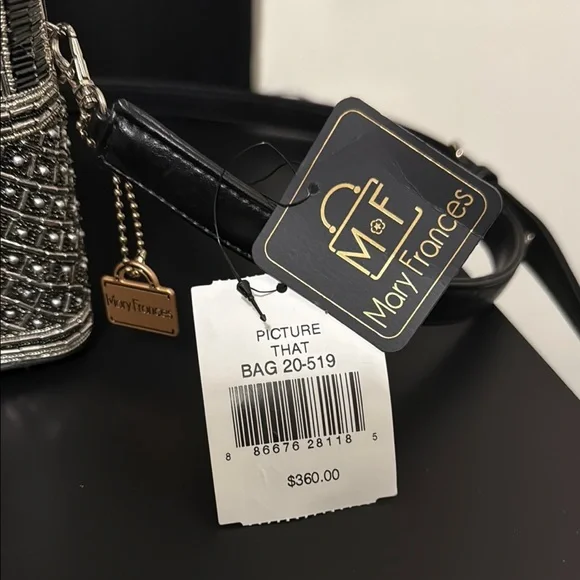 M F
Mary Frances
Mary Frances
PICTURE
THAT
BAG 20-519
8 86676 28118 5
$360.00